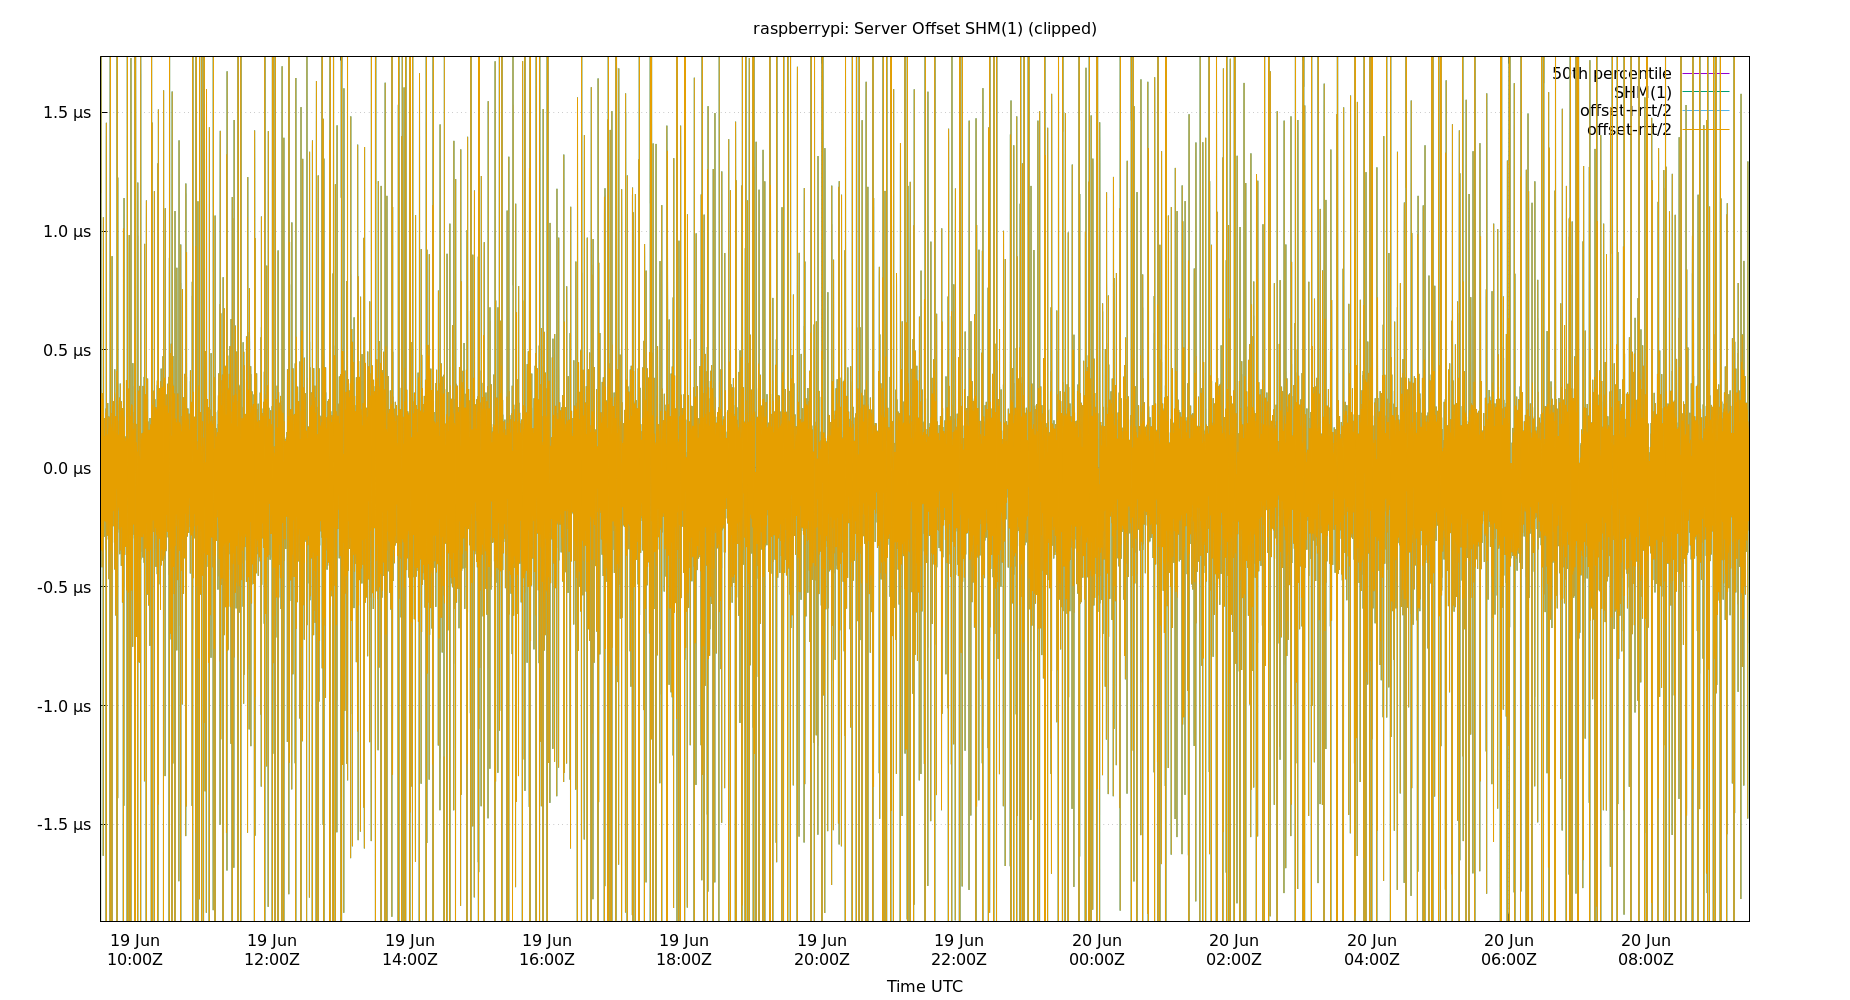 raspberrypi: Server Offset SHM(1) (clipped)
50th percentile
SHM(1)
offset+rtt/2
offset-rtt/2
1.5 µs
1.0 µs
0.5 µs
0.0 µs
-0.5 µs
-1.0 µs
-1.5 µs
19 Jun 19 Jun 19 Jun 19 Jun 19 Jun 19 Jun 19 Jun 20 Jun 20 Jun 20 Jun 20 Jun 20 Jun
10:00Z 12:00Z 14:00Z 16:00Z 18:00Z 20:00Z 22:00Z 00:00Z 02:00Z 04:00Z 06:00Z 08:00Z
Time UTC